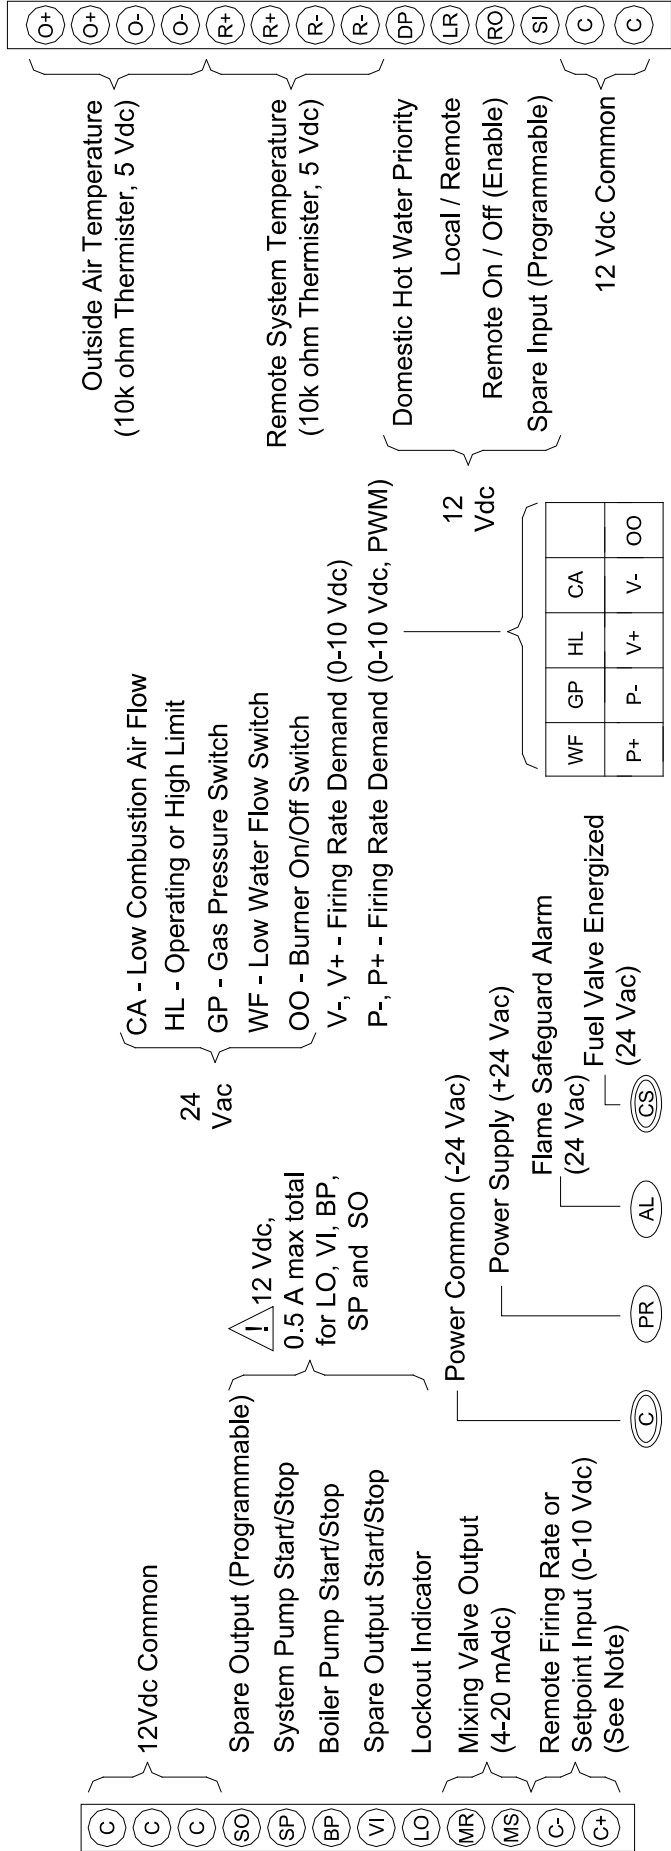 C
C
C
SO
SP
BP
VI
LO
MR
MS
C-
C+
12Vdc Common
Spare Output (Programmable)
System Pump Start/Stop
Boiler Pump Start/Stop
Spare Output Start/Stop
Lockout Indicator
Mixing Valve Output
(4-20 mAdc)
Remote Firing Rate or
Setpoint Input (0-10 Vdc)
(See Note)
! 12 Vdc,
0.5 A max total
for LO, VI, BP,
SP and SO
Power Common (-24 Vac)
Power Supply (+24 Vac)
Flame Safeguard Alarm
(24 Vac)
Fuel Valve Energized
(24 Vac)
C
PR
AL
CS
24
Vac
CA - Low Combustion Air Flow
HL - Operating or High Limit
GP - Gas Pressure Switch
WF - Low Water Flow Switch
OO - Burner On/Off Switch
V-, V+ - Firing Rate Demand (0-10 Vdc)
P-, P+ - Firing Rate Demand (0-10 Vdc, PWM)
WF GP HL CA
P+ P- V+ V- OO
Outside Air Temperature
(10k ohm Thermister, 5 Vdc)
Remote System Temperature
(10k ohm Thermister, 5 Vdc)
12
Vdc
Domestic Hot Water Priority
Local / Remote
Remote On / Off (Enable)
Spare Input (Programmable)
12 Vdc Common
O+
O+
O-
O-
R+
R+
R-
R-
DP
LR
RO
SI
C
C